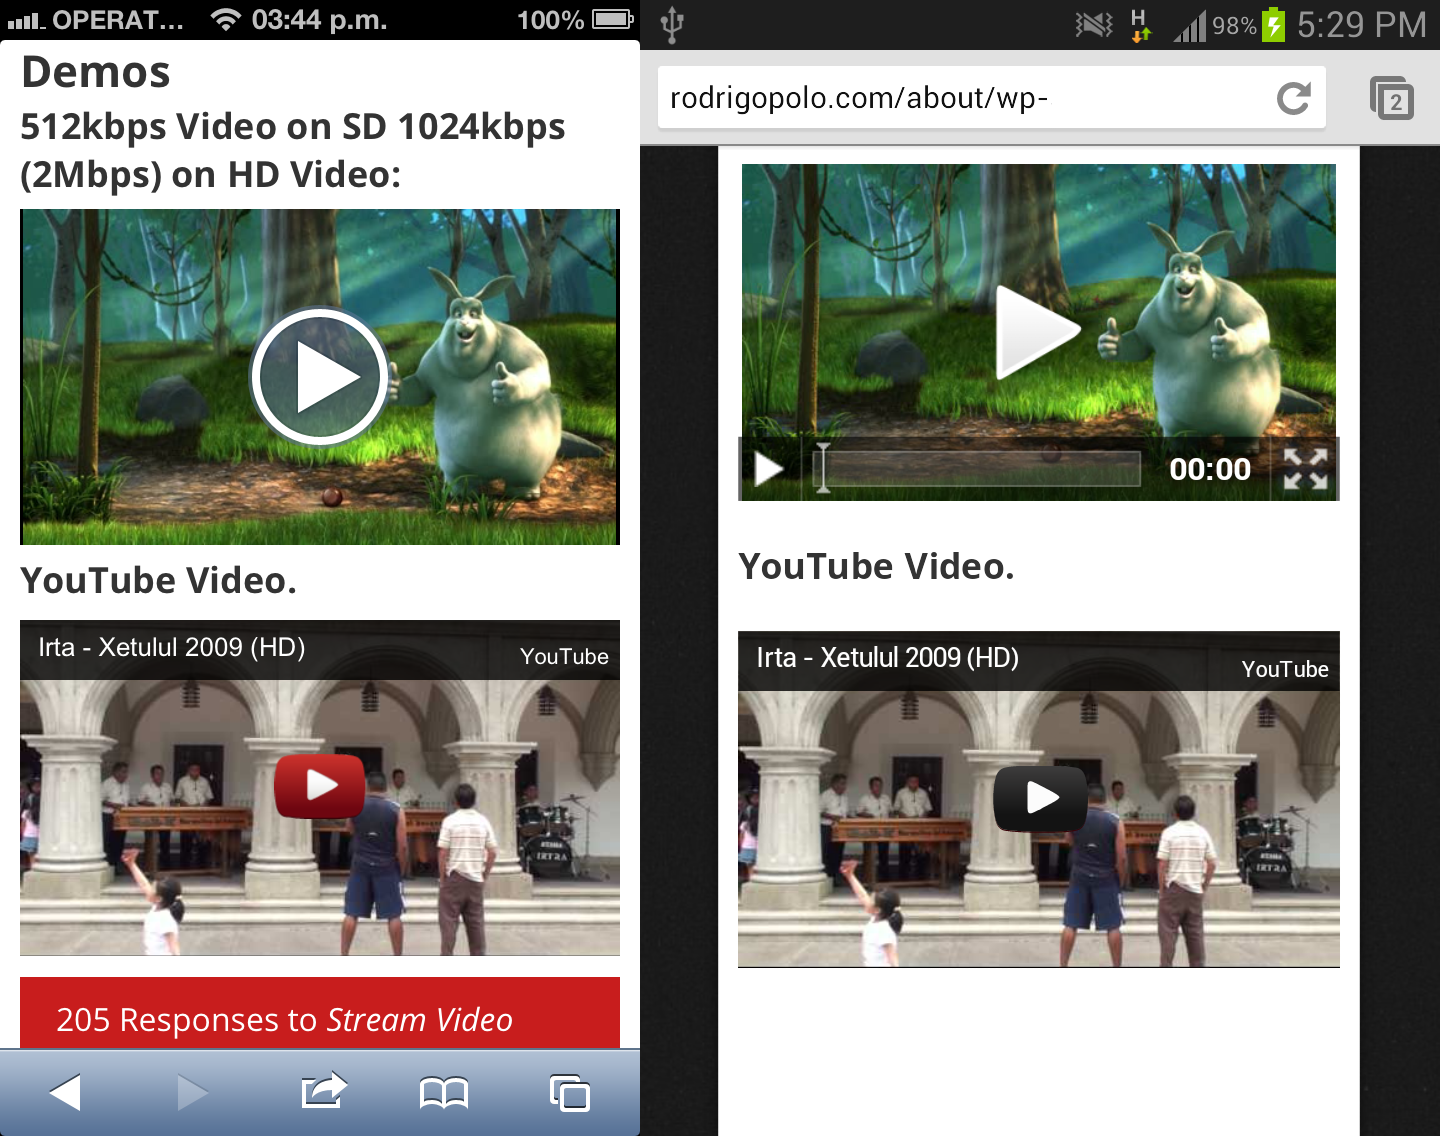 OPERAT... 03:44 p.m. 100%
Demos
512kbps Video on SD 1024kbps
(2Mbps) on HD Video:
YouTube Video.
Irta - Xetulul 2009 (HD)
YouTube
IRTRA
205 Responses to Stream Video
H 98% 5:29 PM
rodrigopolo.com/about/wp-
2
00:00
YouTube Video.
Irta - Xetulul 2009 (HD)
YouTube
IRTRA